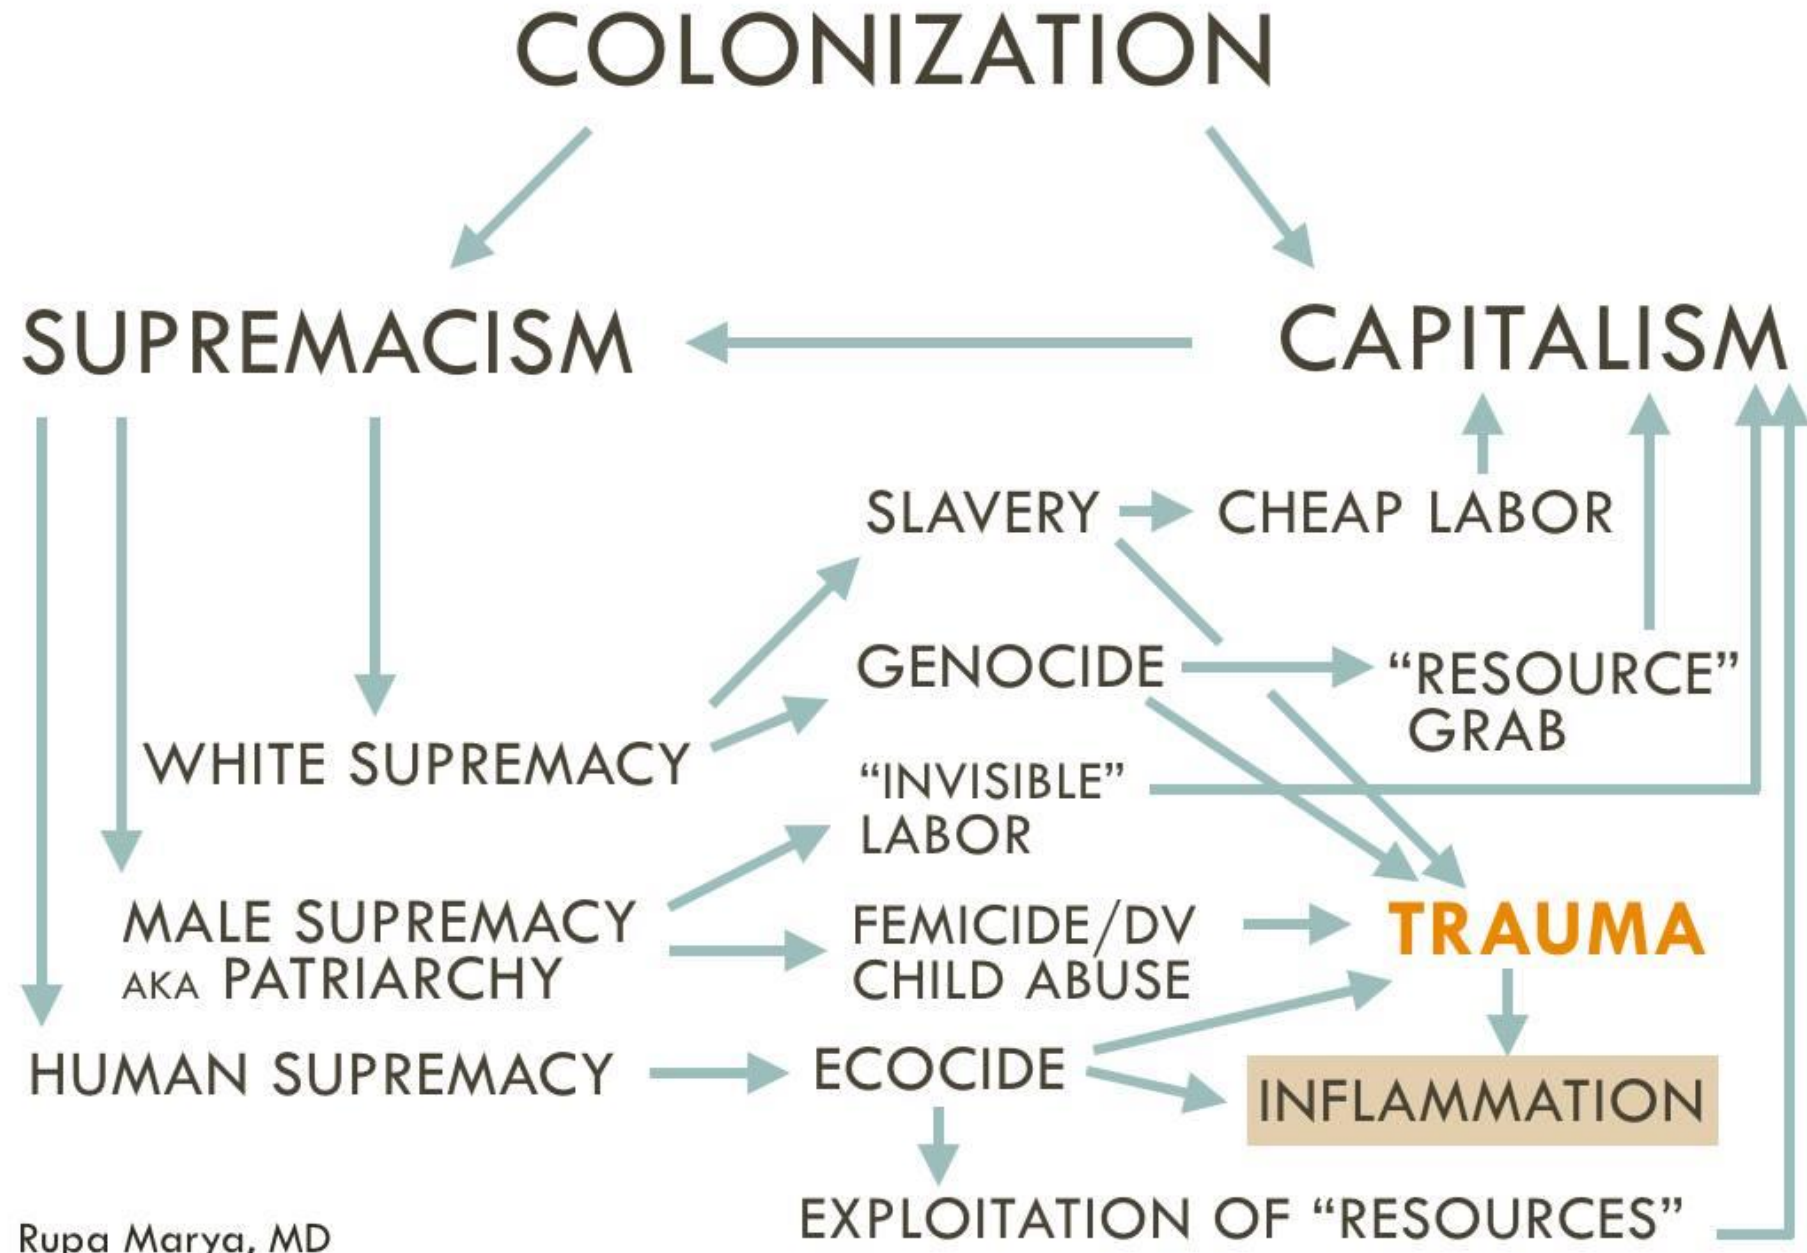 COLONIZATION
SUPREMACISM
CAPITALISM
SLAVERY
CHEAP LABOR
GENOCIDE
“RESOURCE”
GRAB
WHITE SUPREMACY
“INVISIBLE”
LABOR
MALE SUPREMACY
AKA PATRIARCHY
FEMICIDE/DV
CHILD ABUSE
TRAUMA
HUMAN SUPREMACY
ECOCIDE
INFLAMMATION
EXPLOITATION OF “RESOURCES”
Rupa Marya, MD